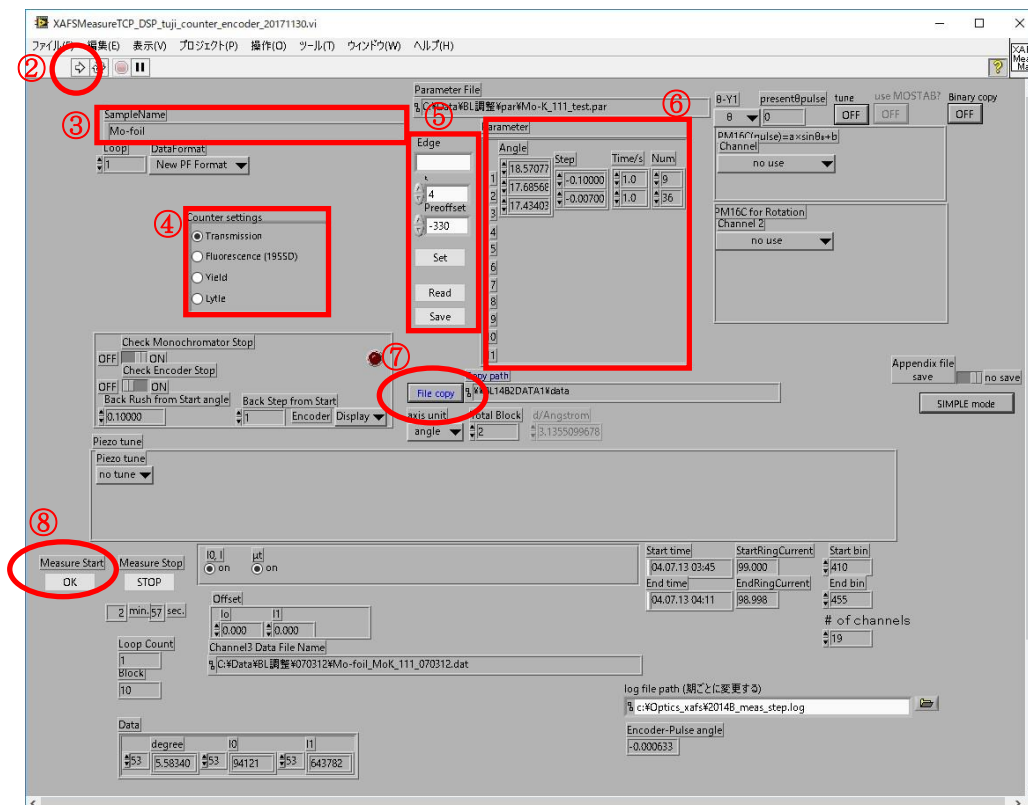 XAFSMeasureTCP_DSP_tuji_counter_encoder_20171130.vi
ファイル(F) 編集(E) 表示(V) プロジェクト(P) 操作(O) ツール(T) ウインドウ(W) ヘルプ(H)
②
Parameter File
C:¥Data¥BL調整¥par¥Mo-K_111_test.par
⑥
θ-Y1 presentθpulse tune use MOSTAB? Binary copy
θ 0 OFF OFF OFF
③
SampleName
Mo-foil
⑤
Loop DataFormat
1 New PF Format
Edge
4
Preoffset
-330
Set
Read
Save
Parameter
Angle Step Time/s Num
1 18.57077 -0.10000 1.0 9
2 17.68568 -0.00700 1.0 36
3 17.43403
4
5
6
7
8
9
PM16C(pulse)=a×sinθ+b
Channel
no use
PM16C for Rotation
Channel 2
no use
④
Counter settings
Transmission
Fluorescence (19SSD)
Yield
Lytle
Check Monochromator Stop
OFF ON
Check Encoder Stop
OFF ON
Back Rush from Start angle Back Step from Start
0.10000 1 Encoder Display
⑦
Copy path
File copy ¥¥BL14B2DATA1¥data
axis unit Total Block d/Angstrom
angle 2 3.1355099678
Appendix file
save no save
SIMPLE mode
Piezo tune
Piezo tune
no tune
⑧
Measure Start Measure Stop
OK STOP
I0, I μt
on on
Start time StartRingCurrent Start bin
04.07.13 03:45 99.000 410
End time EndRingCurrent End bin
04.07.13 04:11 98.998 455
# of channels
19
2 min. 57 sec.
Offset
Io I1
0.000 0.000
Loop Count
1
Block
10
Channel3 Data File Name
C:¥Data¥BL調整¥070312¥Mo-foil_MoK_111_070312.dat
log file path (期ごとに変更する)
c:¥Optics_xafs¥2014B_meas_step.log
Encoder-Pulse angle
-0.000633
Data
degree I0 I1
53 5.58340 53 94121 53 643782